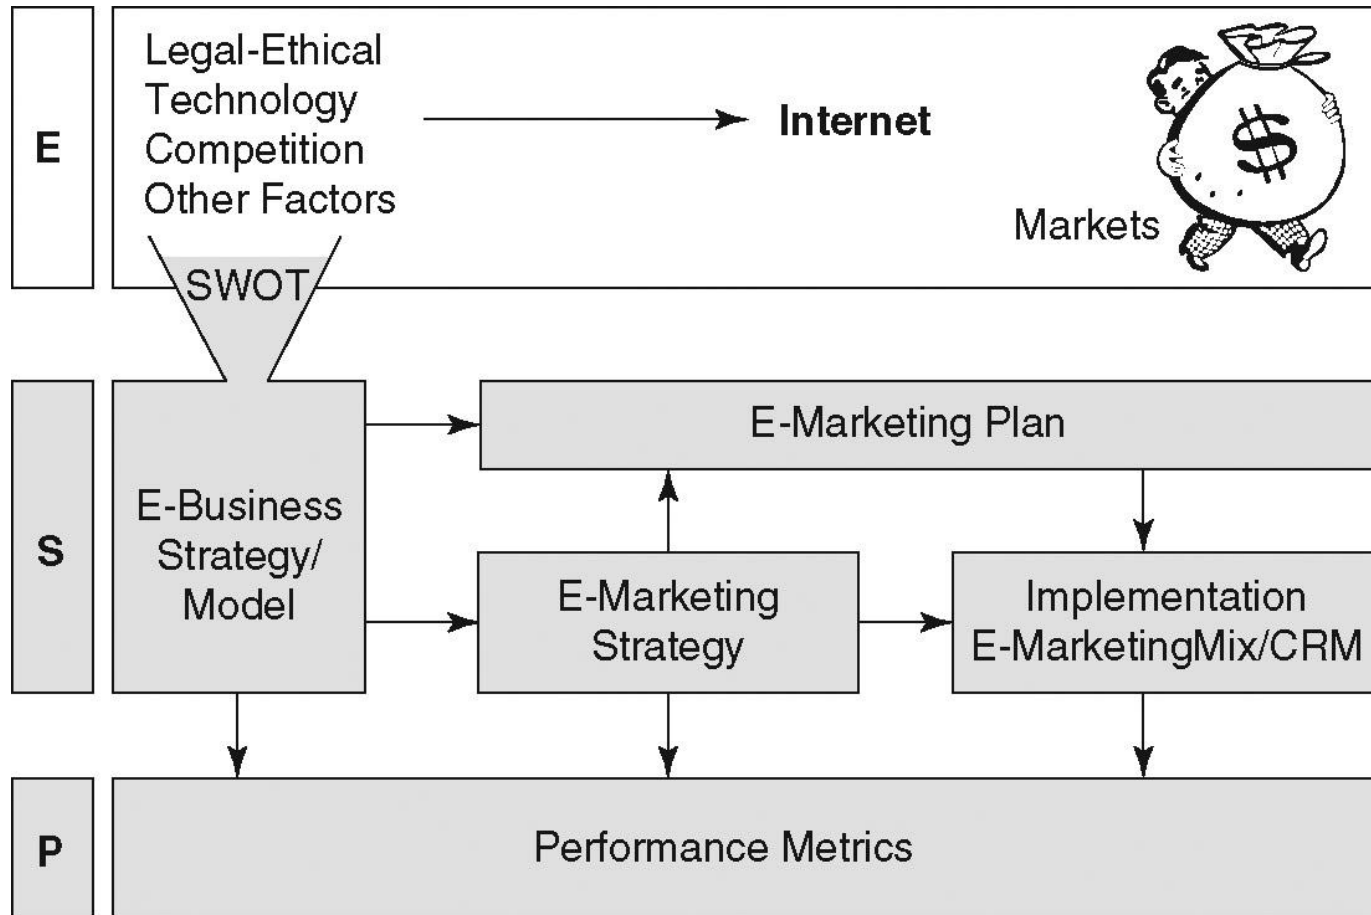 E
Legal-Ethical
Technology
Competition
Other Factors
Internet
Markets
$
SWOT
S
E-Business
Strategy/
Model
E-Marketing Plan
E-Marketing
Strategy
Implementation
E-MarketingMix/CRM
P
Performance Metrics